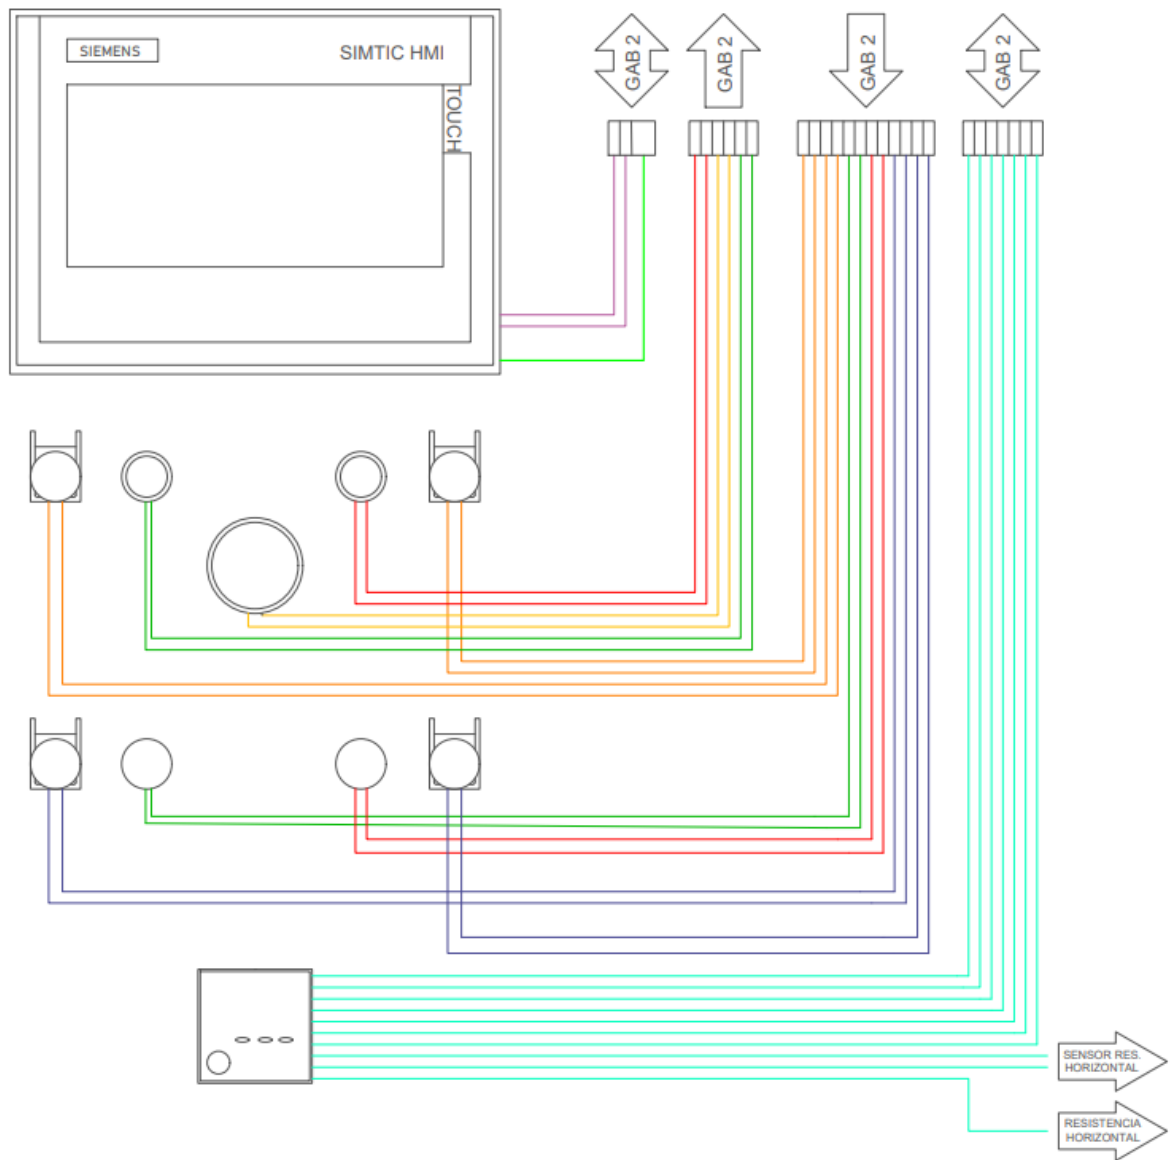 SIEMENS
SIMTIC HMI
TOUCH
GAB 2
GAB 2
GAB 2
GAB 2
SENSOR RES.
HORIZONTAL
RESISTENCIA
HORIZONTAL